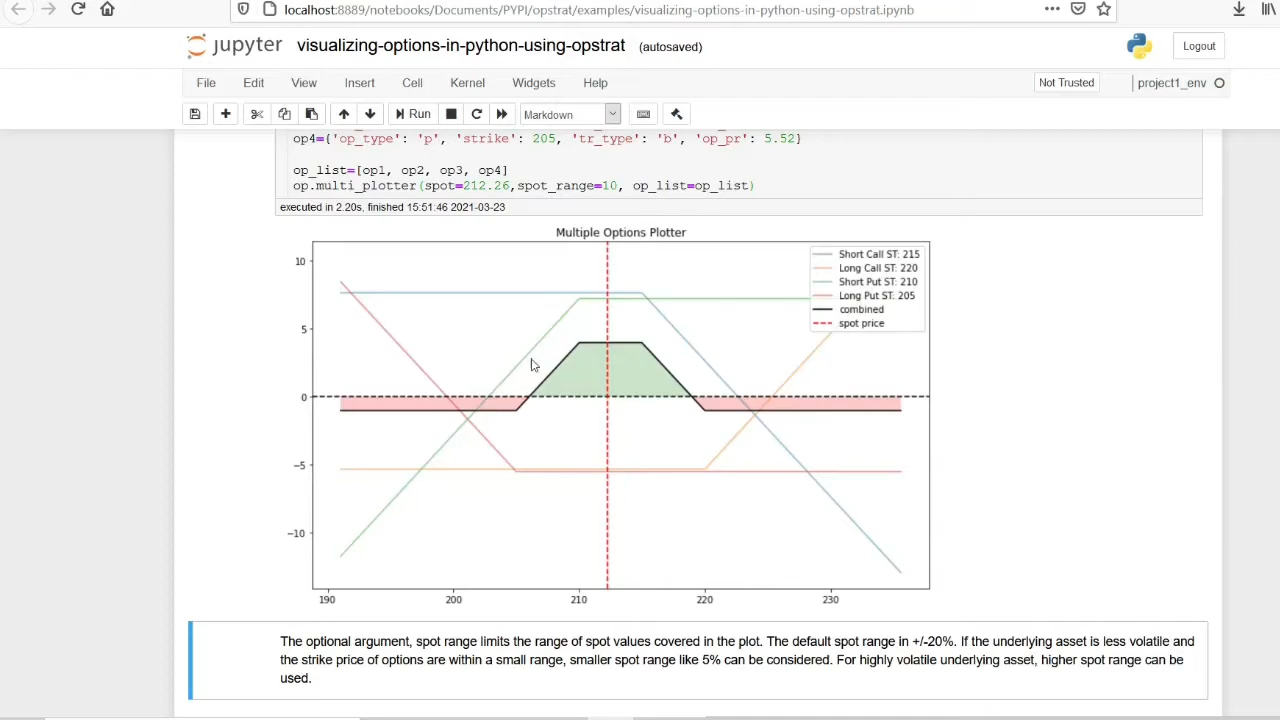 localhost:8889/notebooks/Documents/PYPI/opstrat/examples/visualizing-options-in-python-using-opstrat.ipynb
jupyter visualizing-options-in-python-using-opstrat (autosaved) Logout
File Edit View Insert Cell Kernel Widgets Help Not Trusted project1_env
Run Markdown
op4={'op_type': 'p', 'strike': 205, 'tr_type': 'b', 'op_pr': 5.52}
op_list=[op1, op2, op3, op4]
op.multi_plotter(spot=212.26,spot_range=10, op_list=op_list)
executed in 2.20s, finished 15:51:46 2021-03-23
Multiple Options Plotter
10
5
0
−5
−10
190 200 210 220 230
Short Call ST: 215
Long Call ST: 220
Short Put ST: 210
Long Put ST: 205
combined
spot price
The optional argument, spot range limits the range of spot values covered in the plot. The default spot range in +/-20%. If the underlying asset is less volatile and
the strike price of options are within a small range, smaller spot range like 5% can be considered. For highly volatile underlying asset, higher spot range can be
used.